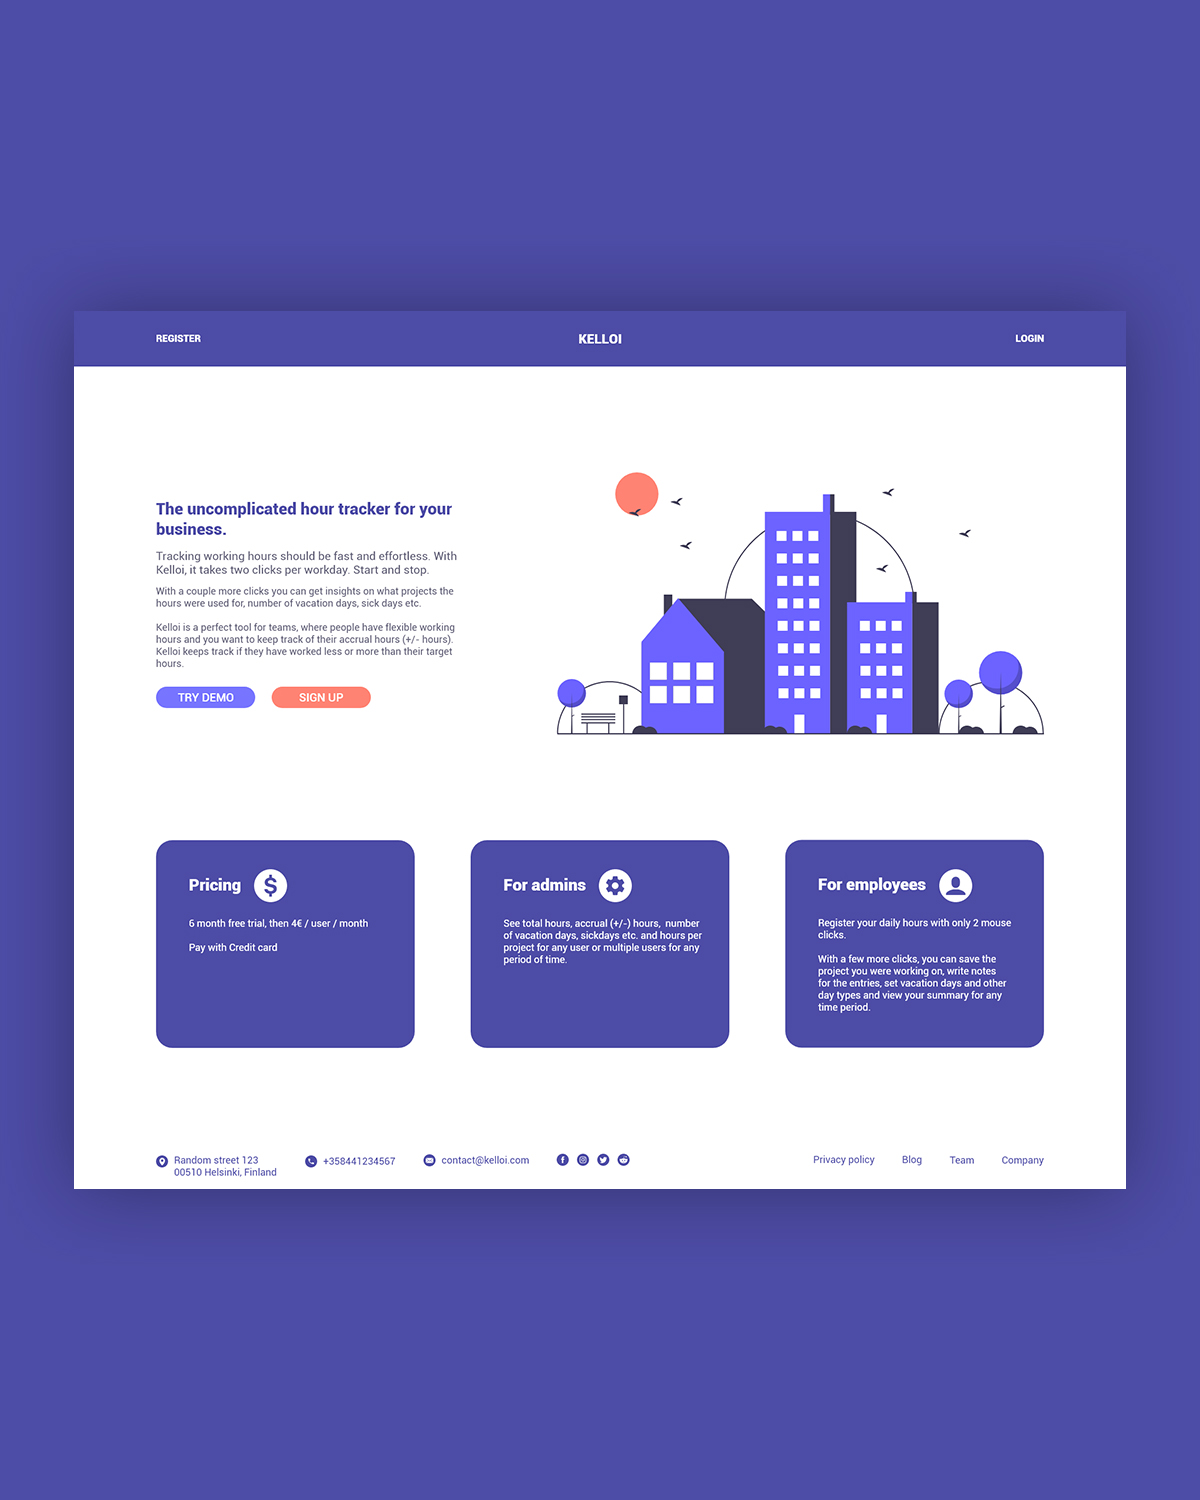 REGISTER
KELLOI
LOGIN
The uncomplicated hour tracker for your
business.
Tracking working hours should be fast and effortless. With
Kelloi, it takes two clicks per workday. Start and stop.
With a couple more clicks you can get insights on what projects the
hours were used for, number of vacation days, sick days etc.
Kelloi is a perfect tool for teams, where people have flexible working
hours and you want to keep track of their accrual hours (+/- hours).
Kelloi keeps track if they have worked less or more than their target
hours.
TRY DEMO
SIGN UP
Pricing
6 month free trial, then 4€ / user / month
Pay with Credit card
For admins
See total hours, accrual (+/-) hours,  number
of vacation days, sickdays etc. and hours per
project for any user or multiple users for any
period of time.
For employees
Register your daily hours with only 2 mouse
clicks.
With a few more clicks, you can save the
project you were working on, write notes
for the entries, set vacation days and other
day types and view your summary for any
time period.
Random street 123
00510 Helsinki, Finland
+358441234567
contact@kelloi.com
Privacy policy
Blog
Team
Company